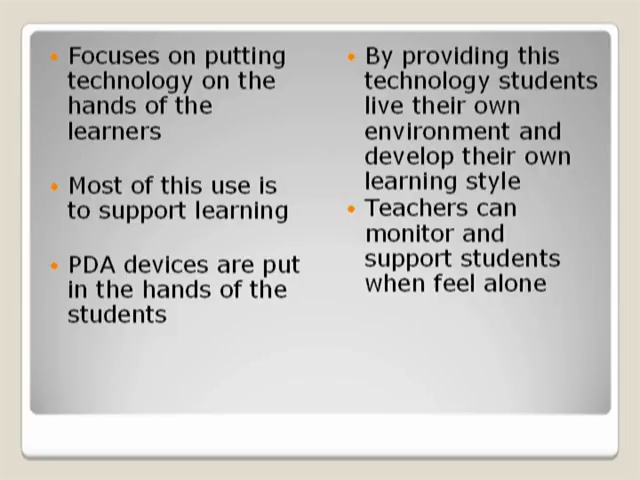 Focuses on putting
technology on the
hands of the
learners
Most of this use is
to support learning
PDA devices are put
in the hands of the
students
By providing this
technology students
live their own
environment and
develop their own
learning style
Teachers can
monitor and
support students
when feel alone